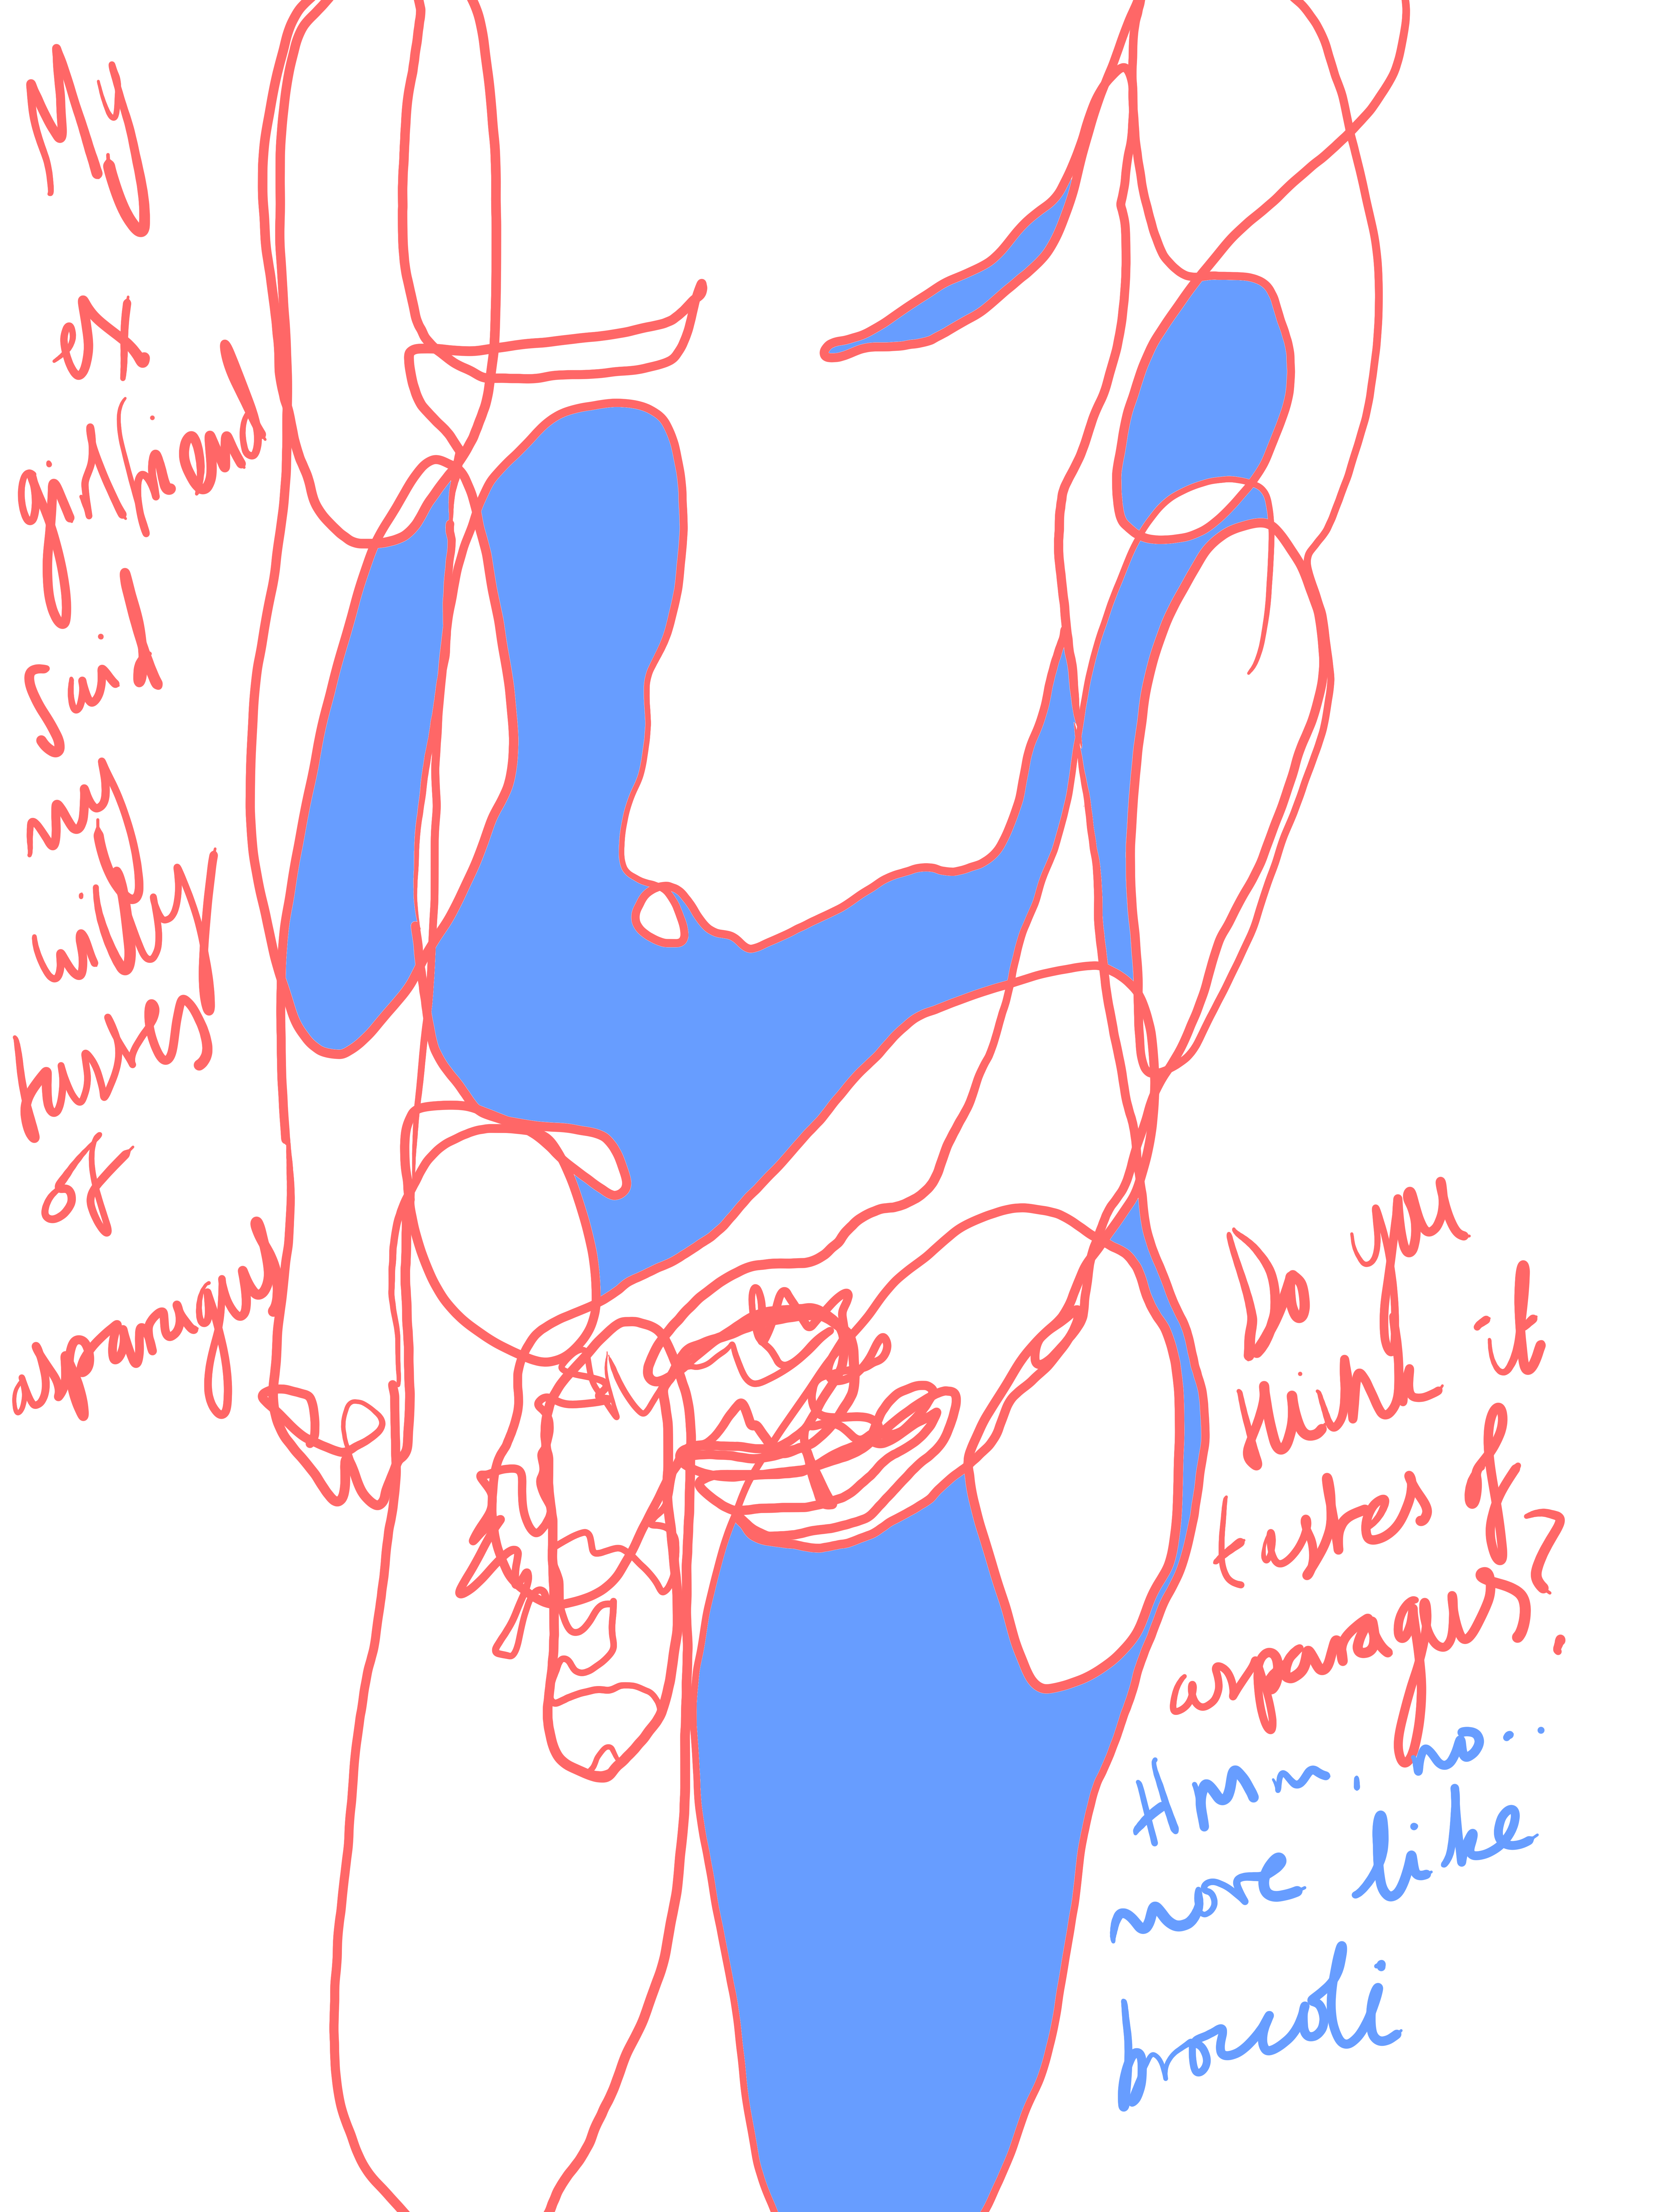 My
ex
girlfriend
said
my
willy
tastes
of
asparagus
Do you
think it
tastes of
asparagus?
Hmm, no...
more like
broccoli